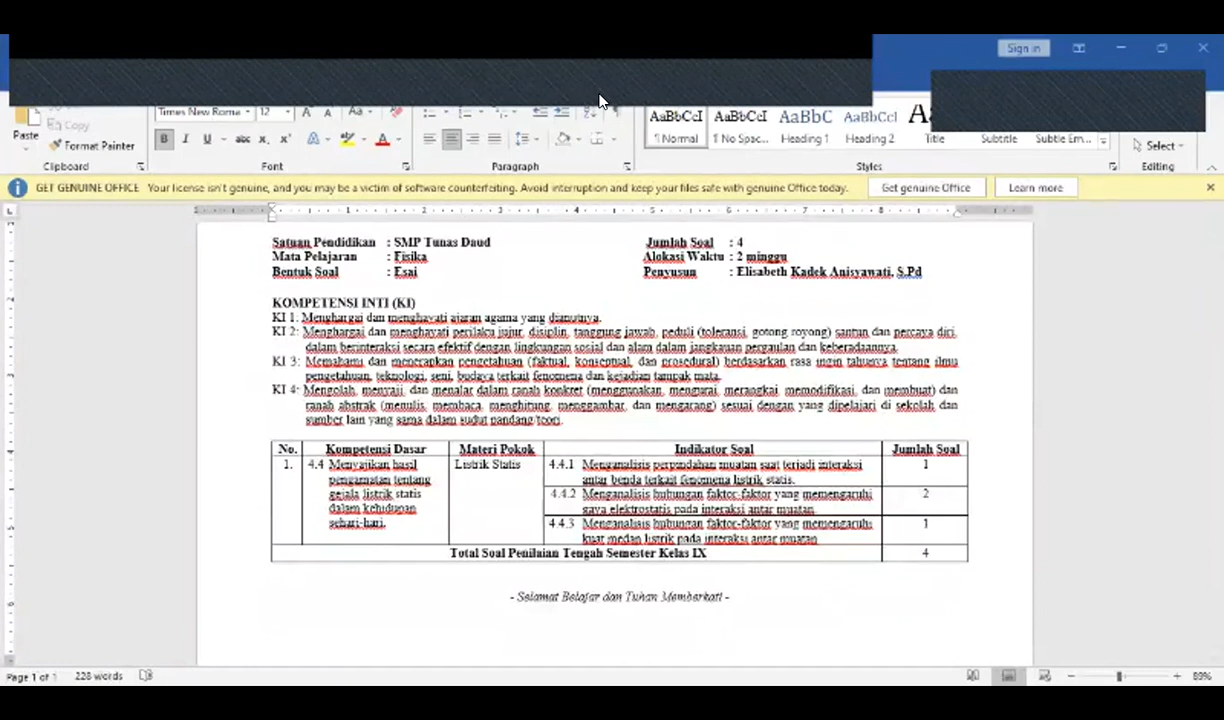 Sign in
Times New Roma 12
Paste
Copy
Format Painter
Clipboard
Font
Paragraph
AaBbCcI AaBbCcI AaBbC AaBbCcI
¶ Normal ¶ No Spac... Heading 1 Heading 2 Title Subtitle Subtle Em...
Styles
Select
Editing
GET GENUINE OFFICE Your license isn't genuine, and you may be a victim of software counterfeiting. Avoid interruption and keep your files safe with genuine Office today. Get genuine Office Learn more
Satuan Pendidikan : SMP Tunas Daud Jumlah Soal : 4
Mata Pelajaran : Fisika Alokasi Waktu : 2 minggu
Bentuk Soal : Esai Penyusun : Elisabeth Kadek Anisyawati, S.Pd
KOMPETENSI INTI (KI)
KI 1: Menghargai dan menghayati ajaran agama yang dianutnya.
KI 2: Menghargai dan menghayati perilaku jujur, disiplin, tanggung jawab, peduli (toleransi, gotong royong) santun dan percaya diri
dalam berinteraksi secara efektif dengan lingkungan sosial dan alam dalam jangkauan pergaulan dan keberadaannya.
KI 3: Memahami dan menerapkan pengetahuan (faktual, konseptual, dan prosedural) berdasarkan rasa ingin tahunya tentang ilmu
pengetahuan, teknologi, seni, budaya terkait fenomena dan kejadian tampak mata.
KI 4: Mengolah, menyaji, dan menalar dalam ranah konkret (menggunakan, mengurai, merangkai, memodifikasi, dan membuat) dan
ranah abstrak (menulis, membaca, menghitung, menggambar, dan mengarang) sesuai dengan yang dipelajari di sekolah dan
sumber lain yang sama dalam sudut pandang/teori.
No. Kompetensi Dasar Materi Pokok Indikator Soal Jumlah Soal
1. 4.4 Menyajikan hasil
pengamatan tentang
gejala listrik statis
dalam kehidupan
sehari-hari.
Listrik Statis
4.4.1 Menganalisis perpindahan muatan saat terjadi interaksi
antar benda terkait fenomena listrik statis.
1
4.4.2 Menganalisis hubungan faktor-faktor yang memengaruhi
gaya elektrostatis pada interaksi antar muatan
2
4.4.3 Menganalisis hubungan faktor-faktor yang memengaruhi
kuat medan listrik pada interaksi antar muatan
1
Total Soal Penilaian Tengah Semester Kelas IX 4
- Selamat Belajar dan Tuhan Memberkati -
Page 1 of 1 228 words 89%